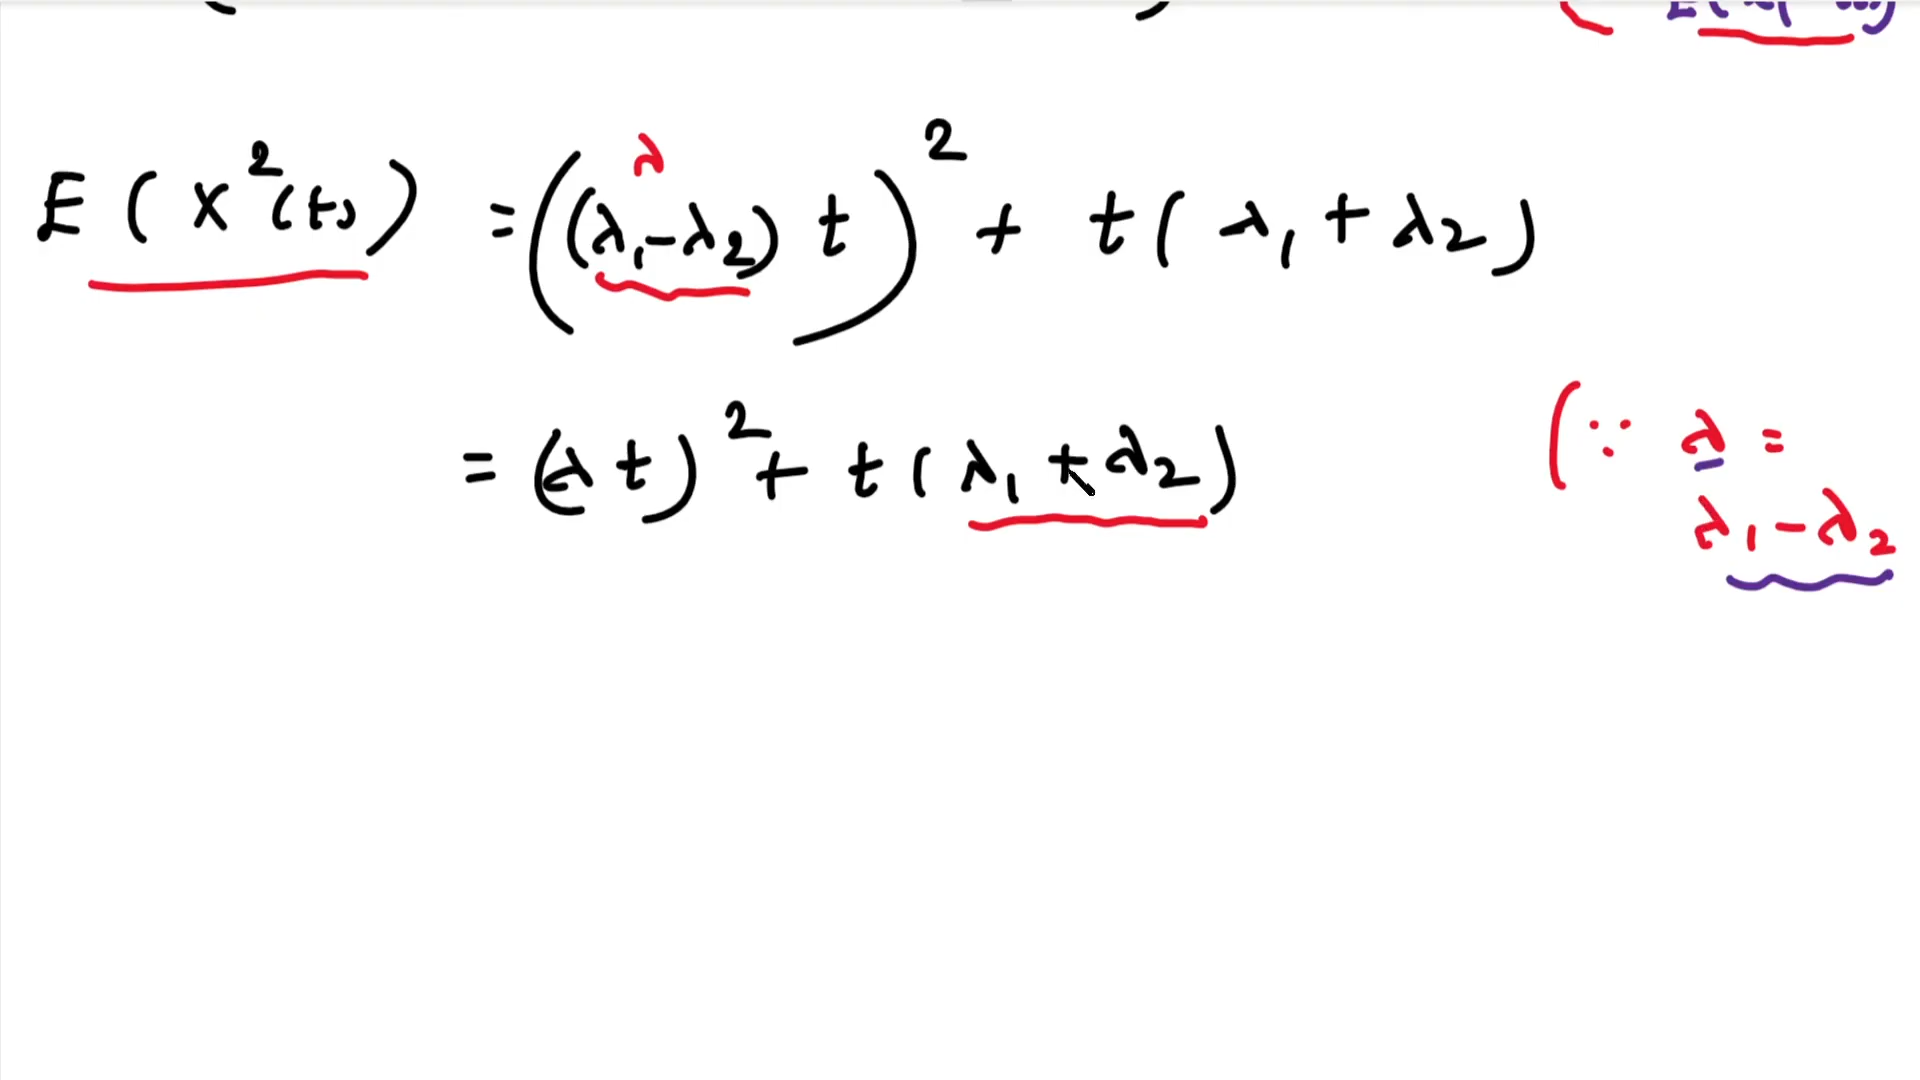 E(X²(t)) = ((λ₁-λ₂)t)² + t(λ₁+λ₂)
λ
= (λt)² + t(λ₁+λ₂)
(∵ λ =
λ₁-λ₂